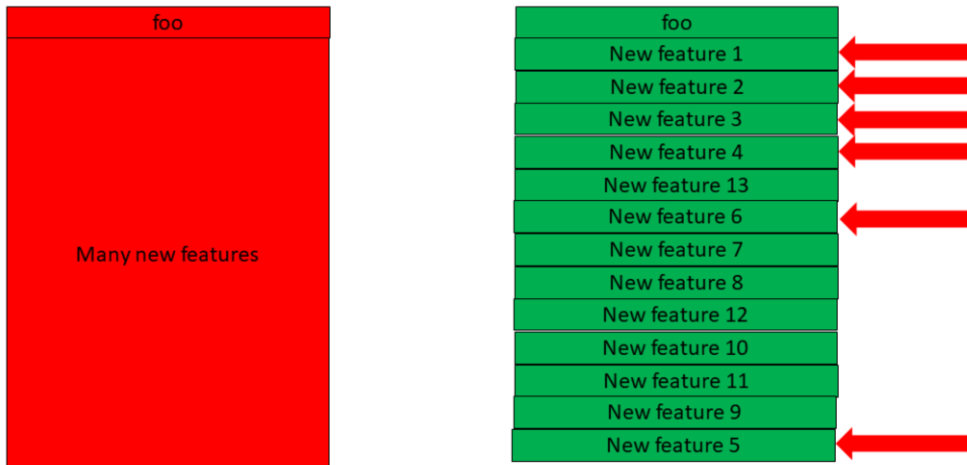 foo
Many new features
foo
New feature 1
New feature 2
New feature 3
New feature 4
New feature 13
New feature 6
New feature 7
New feature 8
New feature 12
New feature 10
New feature 11
New feature 9
New feature 5